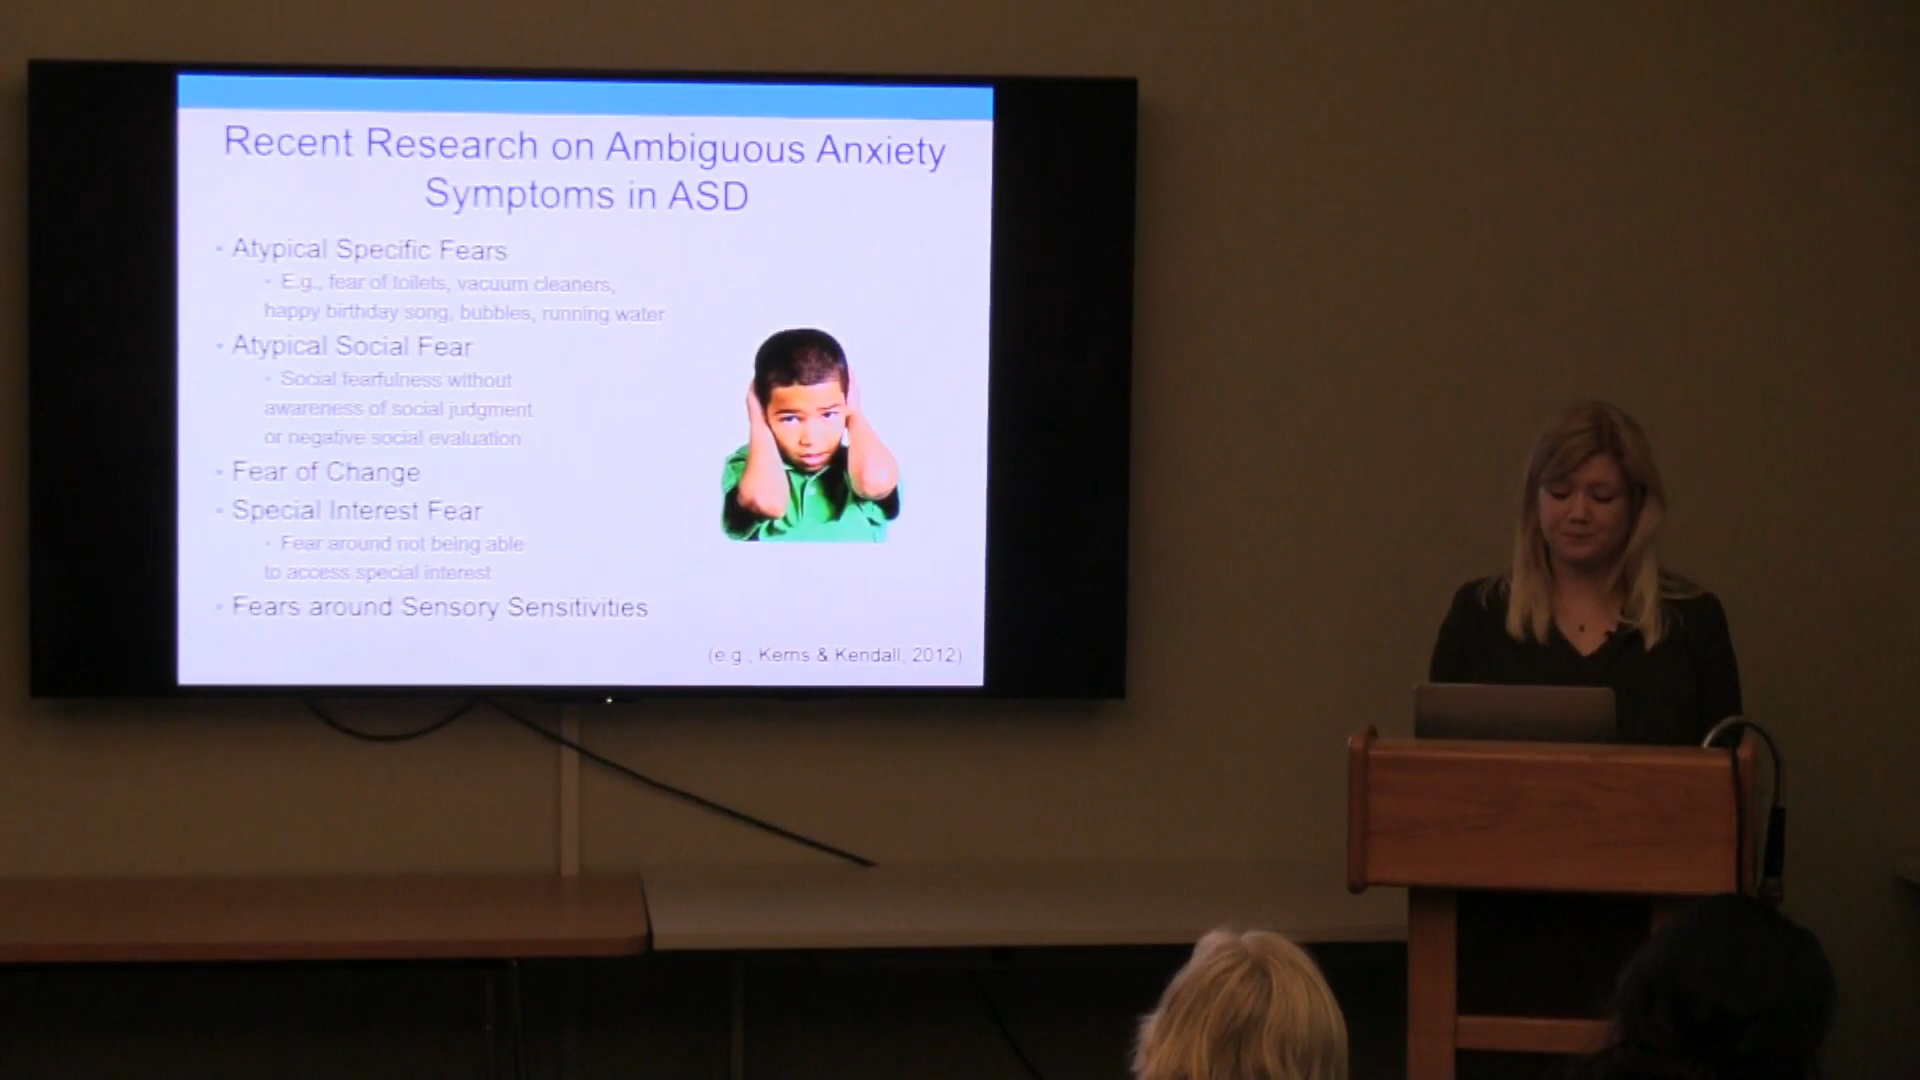 Recent Research on Ambiguous Anxiety
Symptoms in ASD
• Atypical Specific Fears
• E.g., fear of toilets, vacuum cleaners,
happy birthday song, bubbles, running water
• Atypical Social Fear
• Social fearfulness without
awareness of social judgment
or negative social evaluation
• Fear of Change
• Special Interest Fear
• Fear around not being able
to access special interest
• Fears around Sensory Sensitivities
(e.g., Kerns & Kendall, 2012)